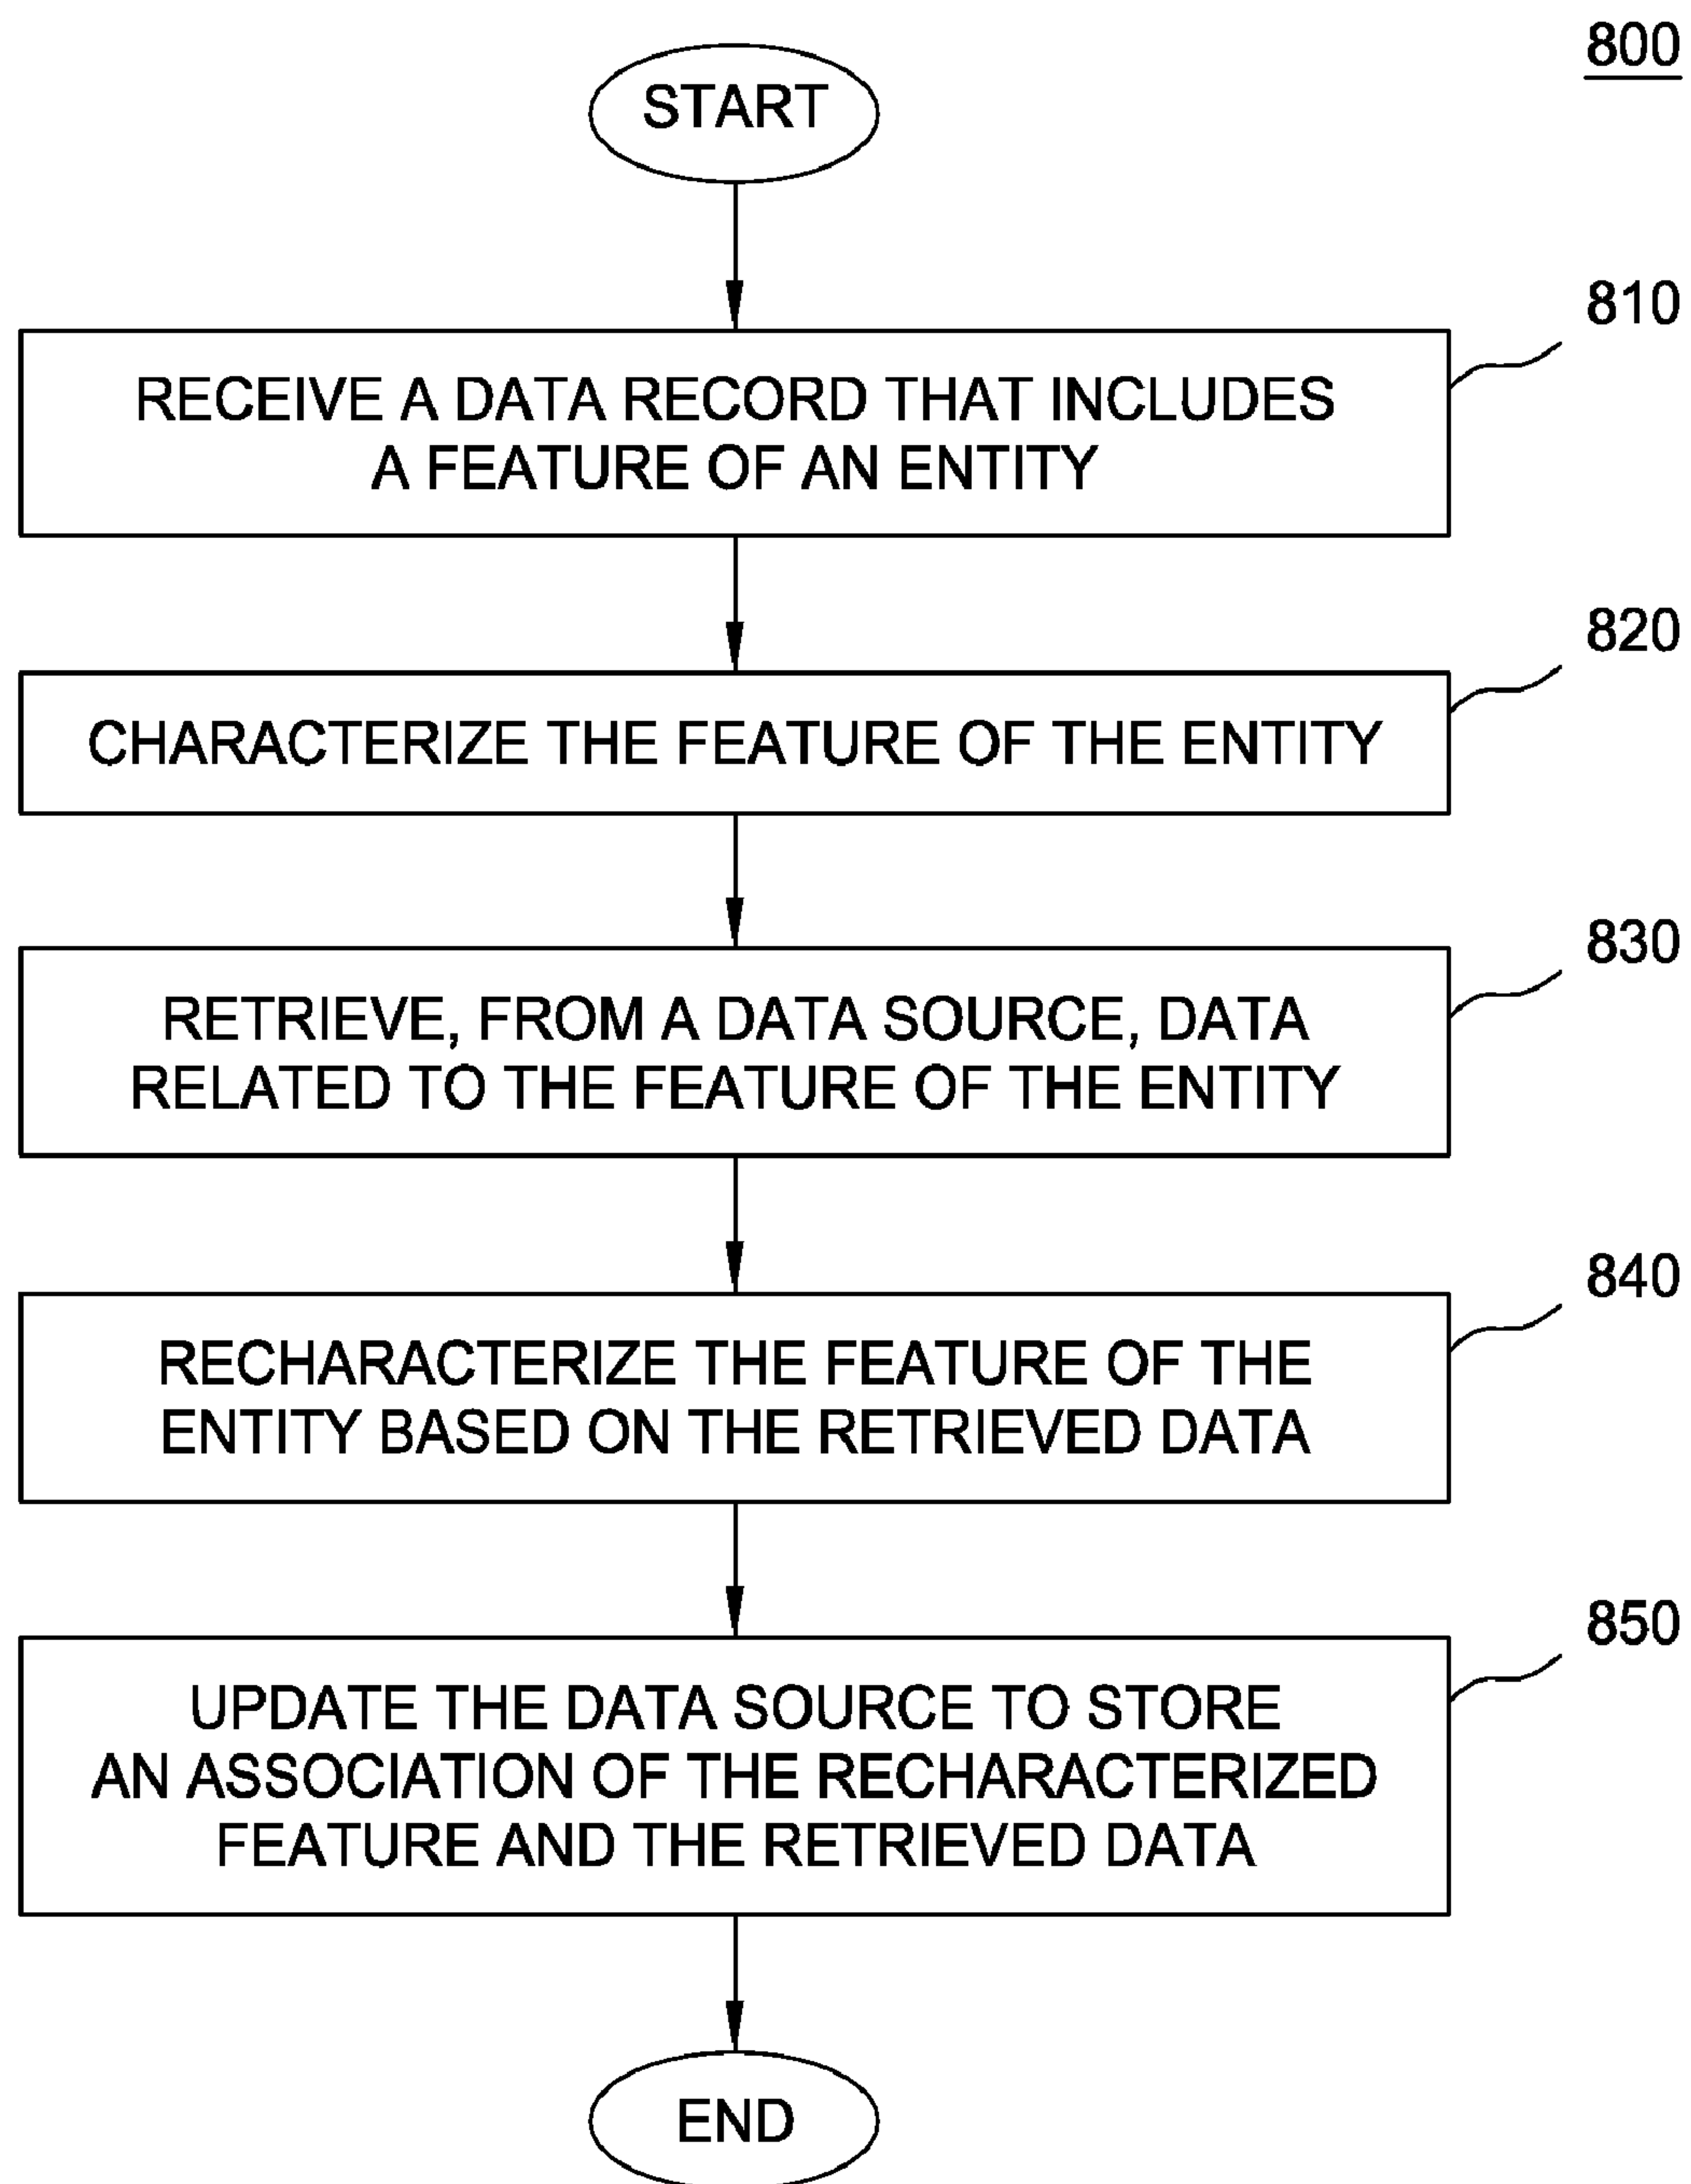 800
START
810
RECEIVE A DATA RECORD THAT INCLUDES
A FEATURE OF AN ENTITY
820
CHARACTERIZE THE FEATURE OF THE ENTITY
830
RETRIEVE, FROM A DATA SOURCE, DATA
RELATED TO THE FEATURE OF THE ENTITY
840
RECHARACTERIZE THE FEATURE OF THE
ENTITY BASED ON THE RETRIEVED DATA
850
UPDATE THE DATA SOURCE TO STORE
AN ASSOCIATION OF THE RECHARACTERIZED
FEATURE AND THE RETRIEVED DATA
END